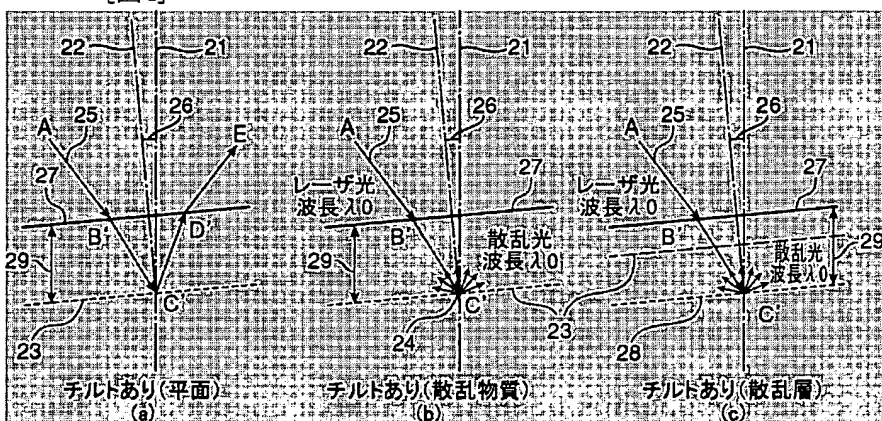 22 21 22 21 22 21
A 25 26 E A 25 26 A 25 26
27 レーザ光 27 レーザ光 27
波長λ0 波長λ0
B' D' B' 散乱光 B' 29
29 29 波長λ0 散乱光
波長λ0
C' C' C'
23 24 23 23 28
チルトあり(平面) チルトあり(散乱物質) チルトあり(散乱層)
(a) (b) (c)